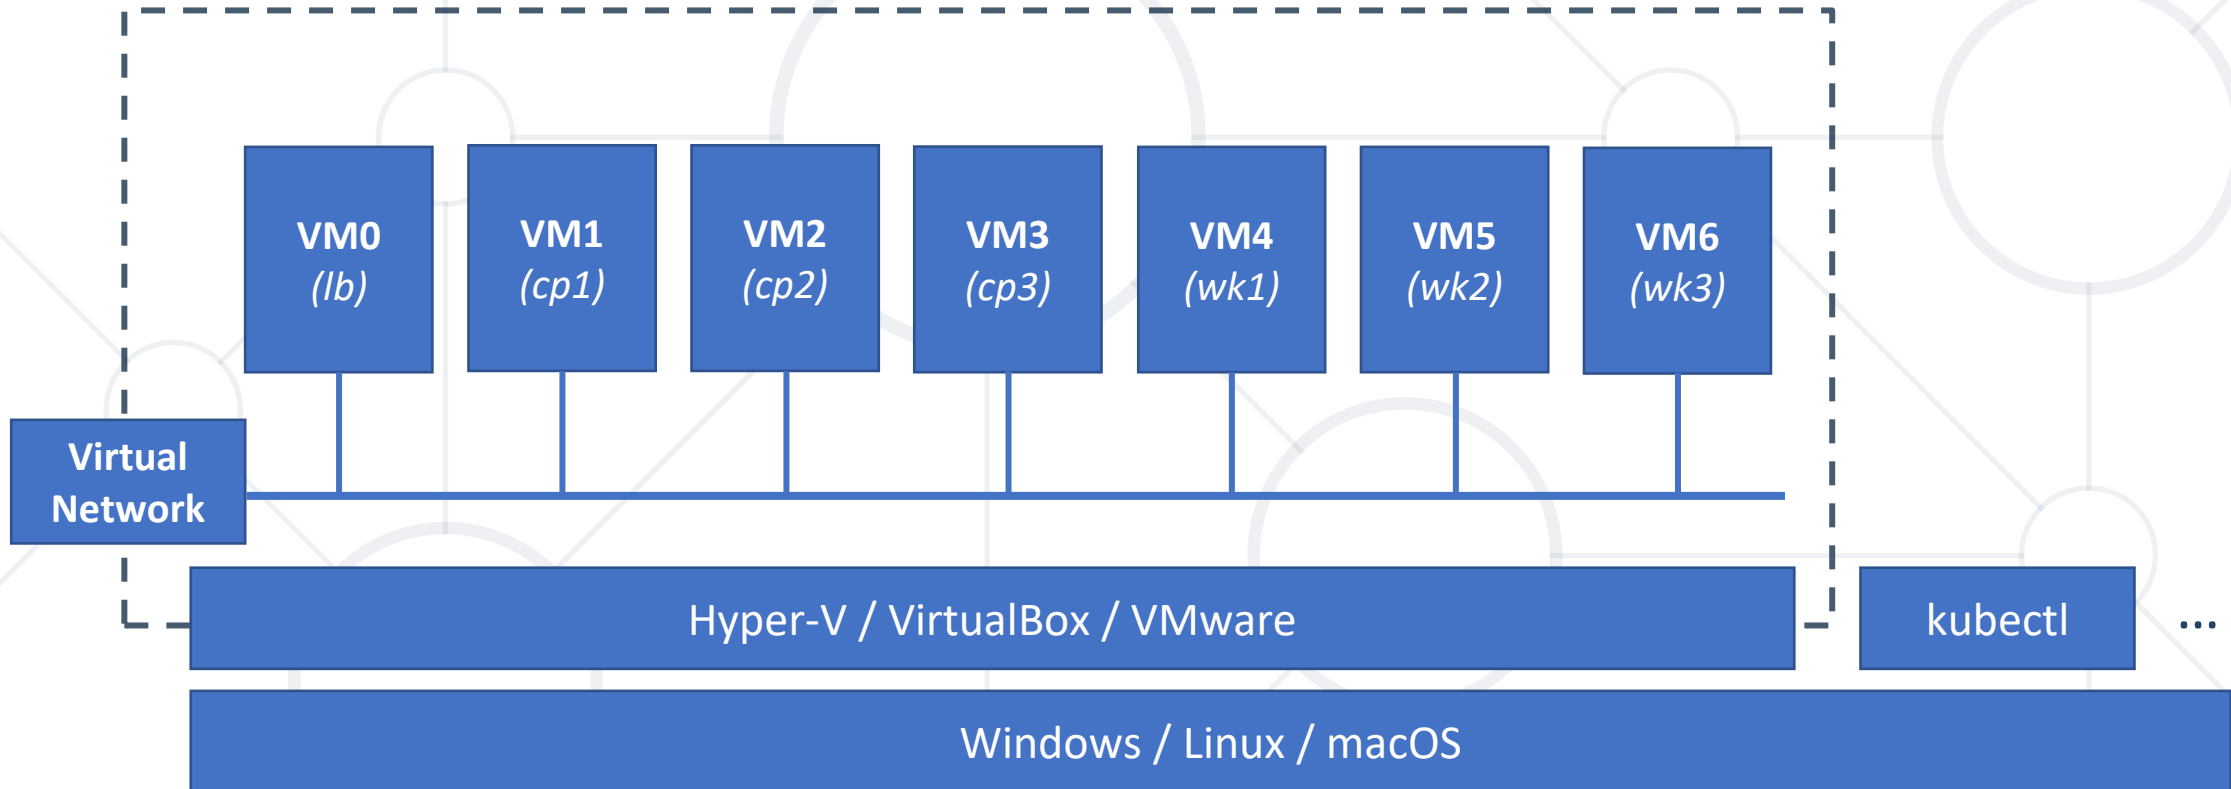 VM0
(lb)
VM1
(cp1)
VM2
(cp2)
VM3
(cp3)
VM4
(wk1)
VM5
(wk2)
VM6
(wk3)
Virtual
Network
Hyper-V / VirtualBox / VMware
kubectl
...
Windows / Linux / macOS